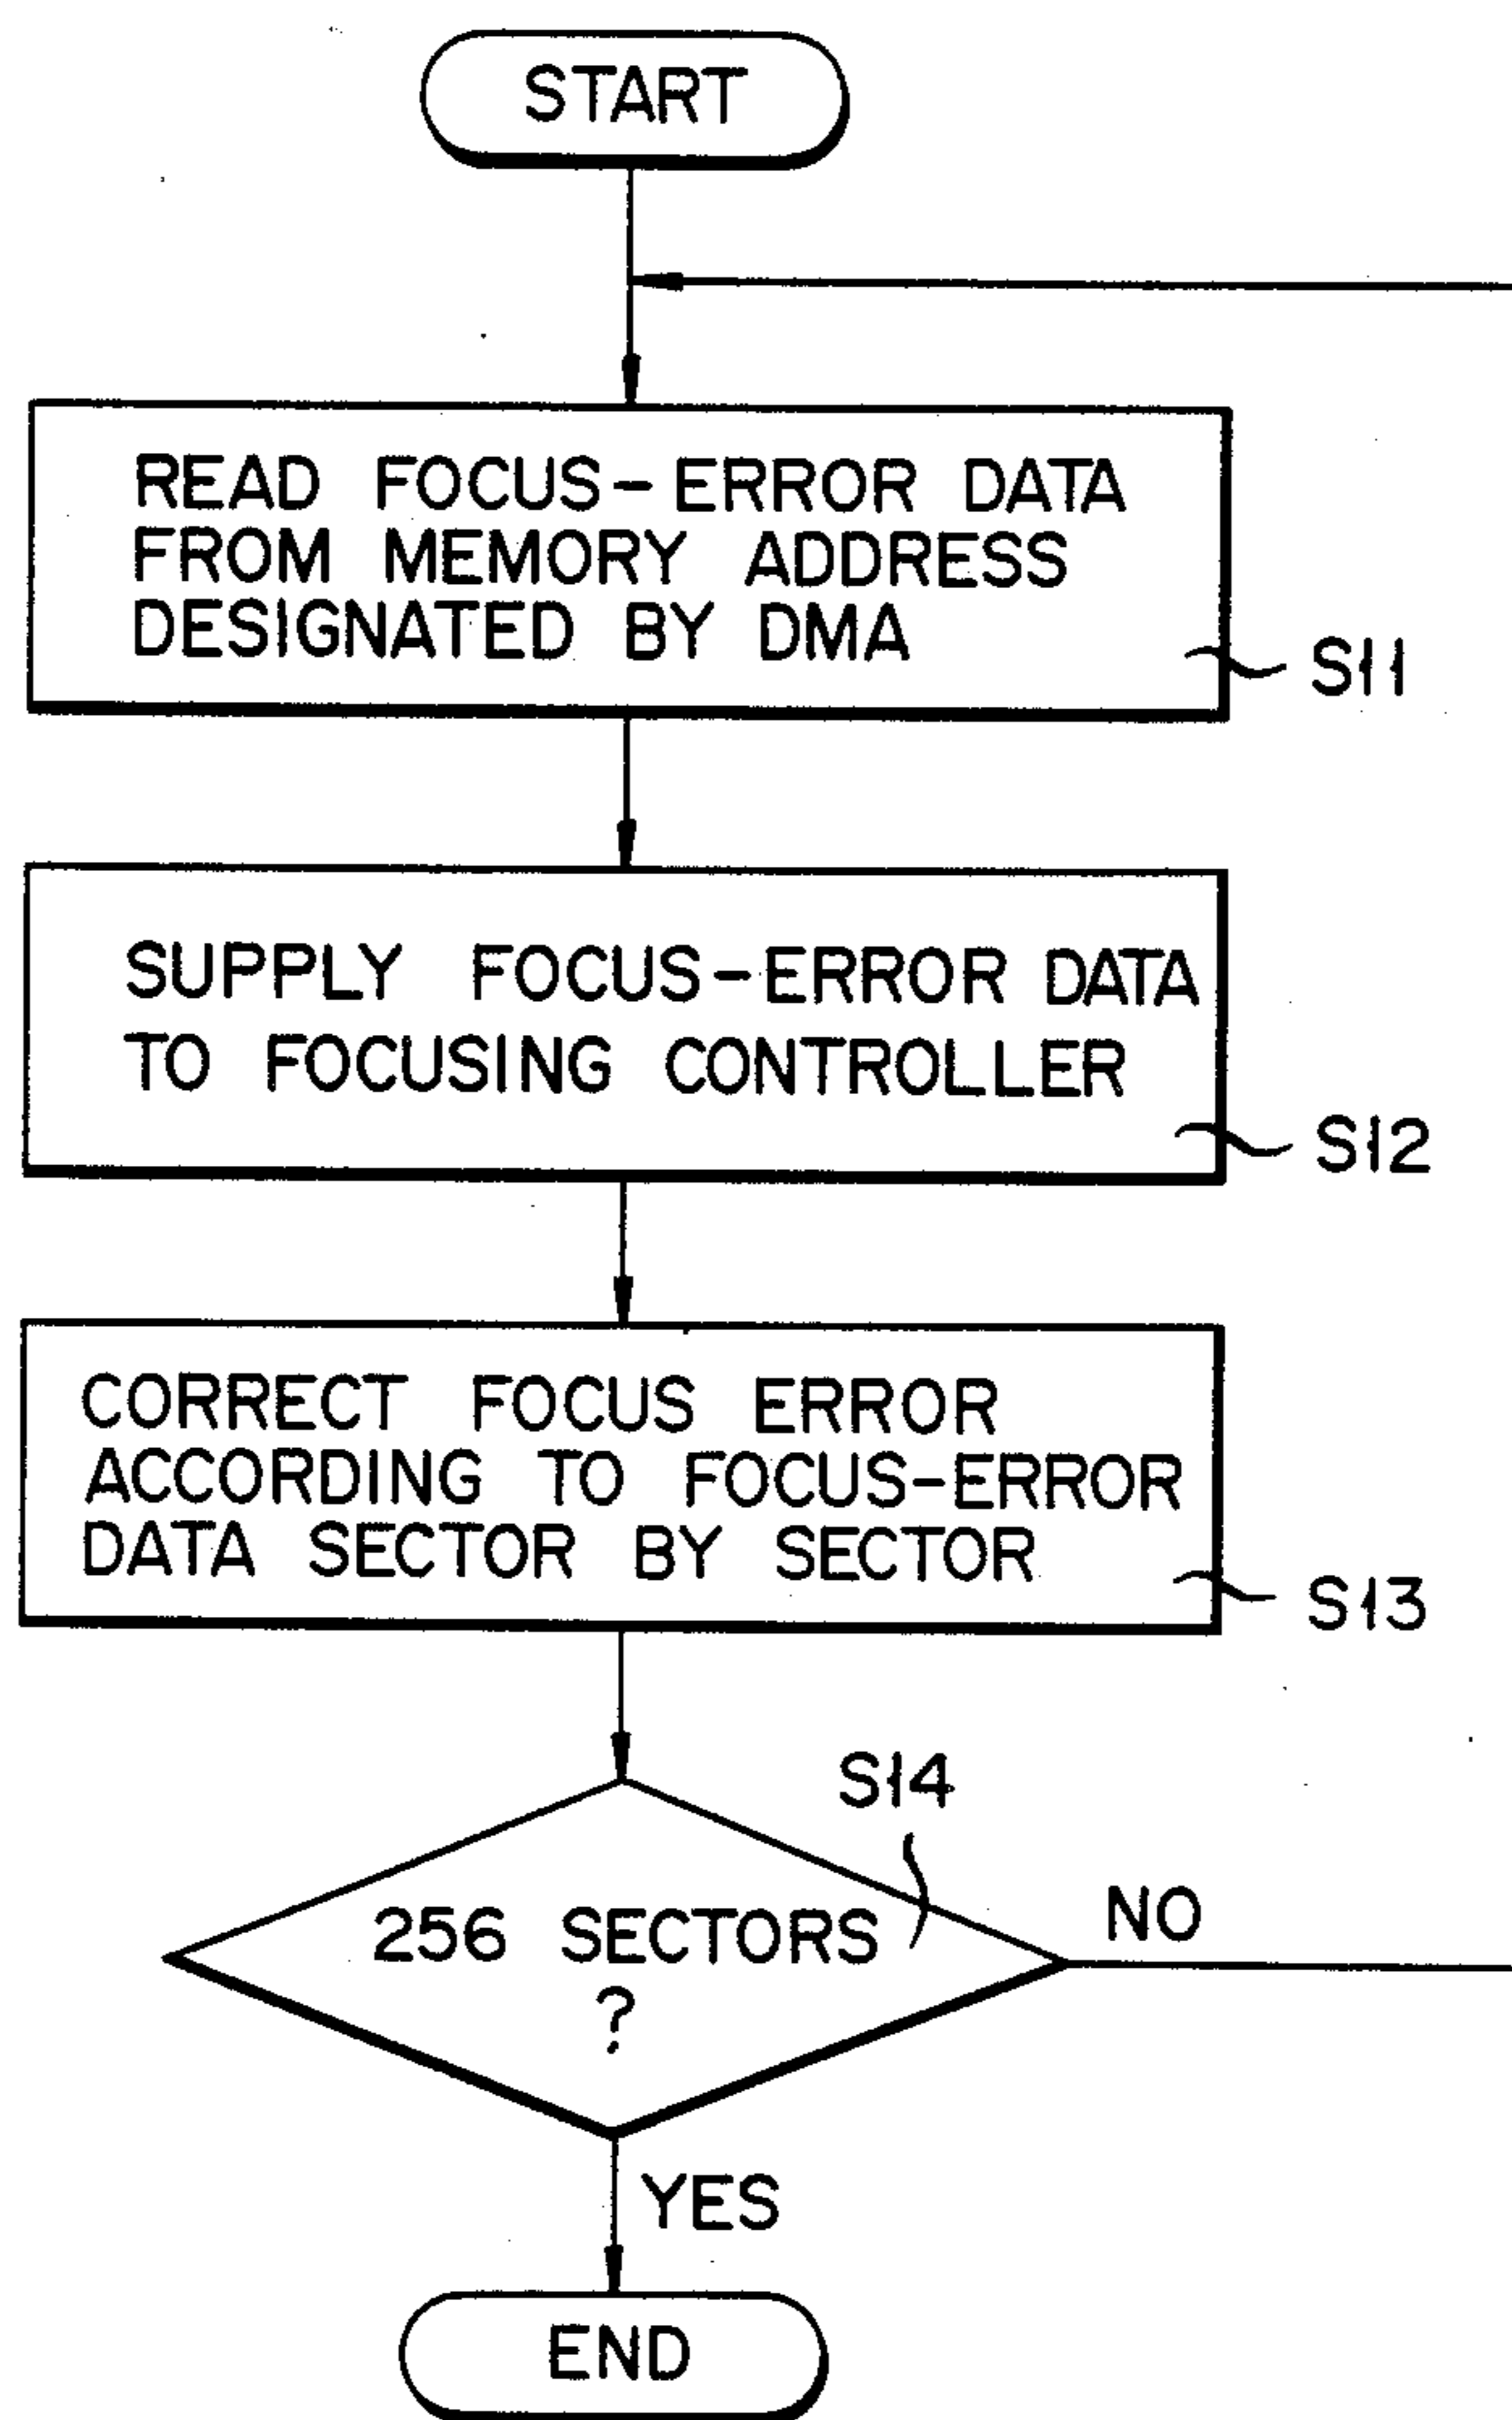 START
READ FOCUS-ERROR DATA
FROM MEMORY ADDRESS
DESIGNATED BY DMA
S11
SUPPLY FOCUS-ERROR DATA
TO FOCUSING CONTROLLER
S12
CORRECT FOCUS ERROR
ACCORDING TO FOCUS-ERROR
DATA SECTOR BY SECTOR
S13
S14
256 SECTORS
?
NO
YES
END